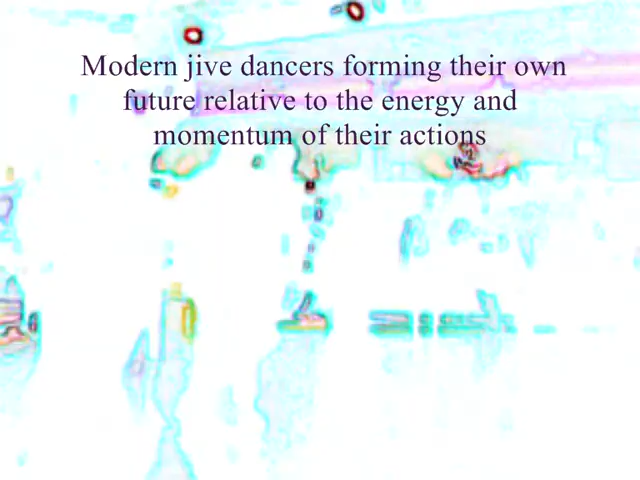 Modern jive dancers forming their own
future relative to the energy and
momentum of their actions